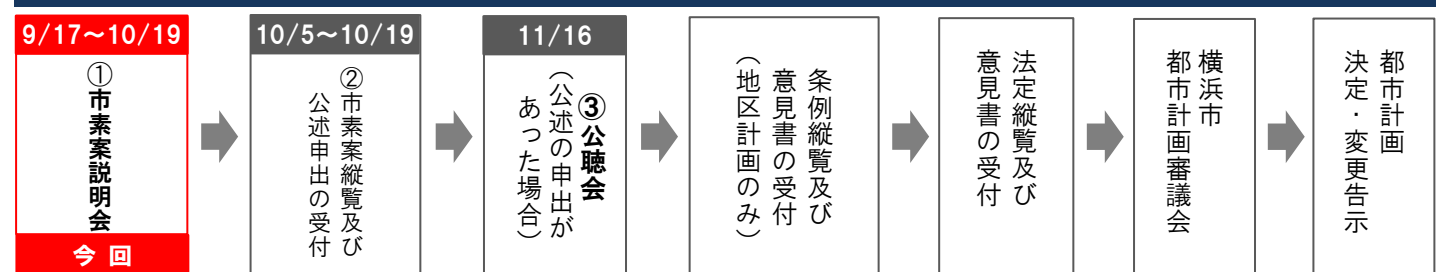 9/17～10/19
①
市素案説明会
今回
10/5～10/19
②
市素案縦覧及び
公述申出の受付
11/16
③公聴会
（公述の申出が
あった場合）
条例縦覧及び
意見書の受付
（地区計画のみ）
法定縦覧及び
意見書の受付
横浜市
都市計画審議会
都市計画
決定・変更告示